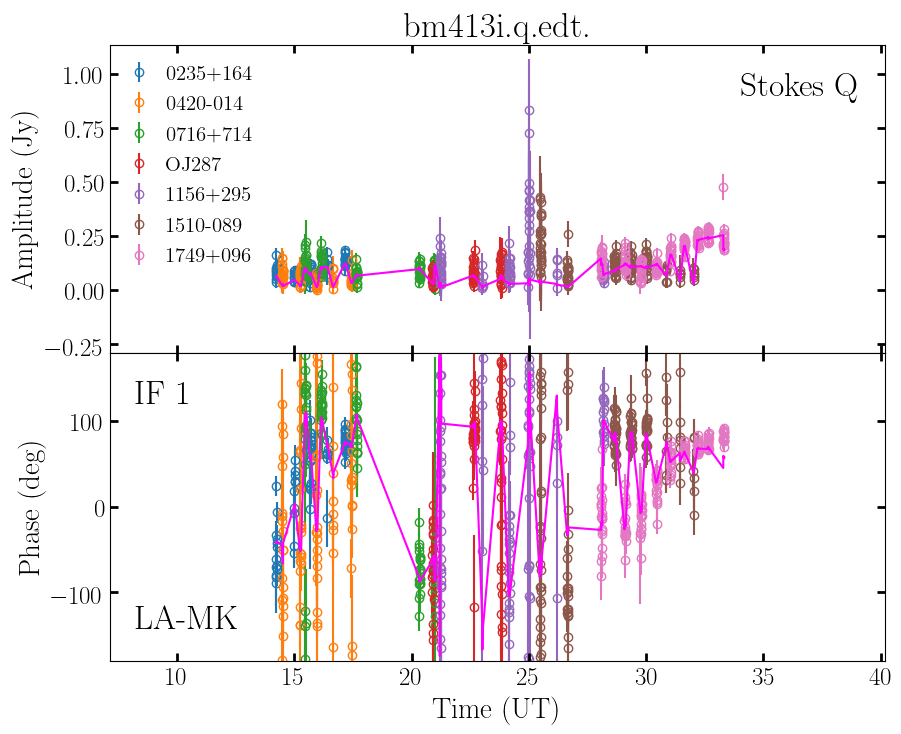 bm413i.q.edt.
Stokes Q
0235+164
0420-014
0716+714
OJ287
1156+295
1510-089
1749+096
Amplitude (Jy)
1.00
0.75
0.50
0.25
0.00
−0.25
IF 1
LA-MK
Phase (deg)
100
0
−100
10
15
20
25
30
35
40
Time (UT)